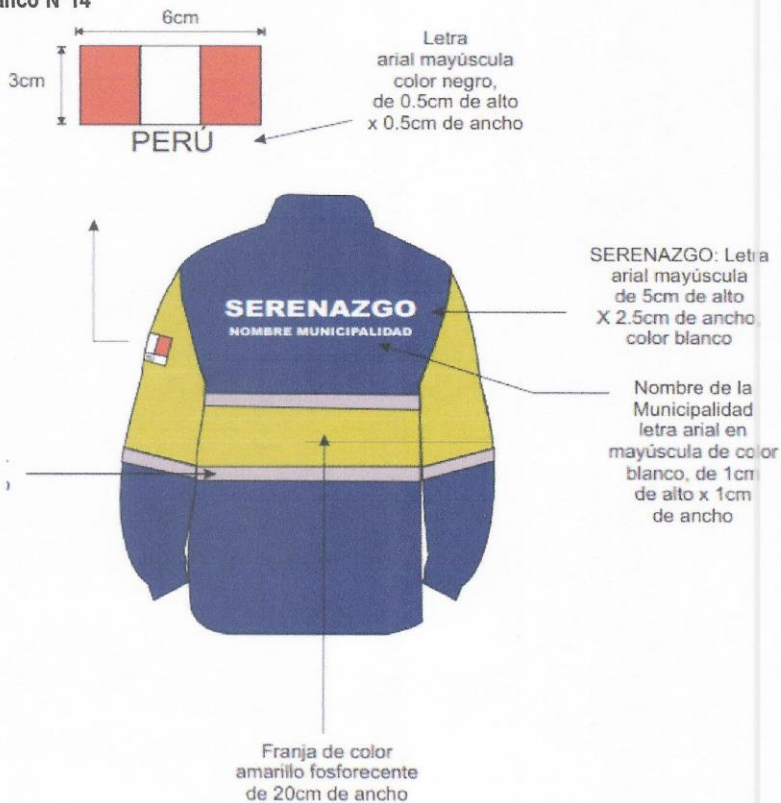 N° 14
6cm
3cm
PERÚ
Letra
arial mayúscula
color negro,
de 0.5cm de alto
x 0.5cm de ancho
SERENAZGO
NOMBRE MUNICIPALIDAD
SERENAZGO: Letra
arial mayúscula
de 5cm de alto
X 2.5cm de ancho,
color blanco
Nombre de la
Municipalidad
letra arial en
mayúscula de color
blanco, de 1cm
de alto x 1cm
de ancho
Franja de color
amarillo fosforecente
de 20cm de ancho